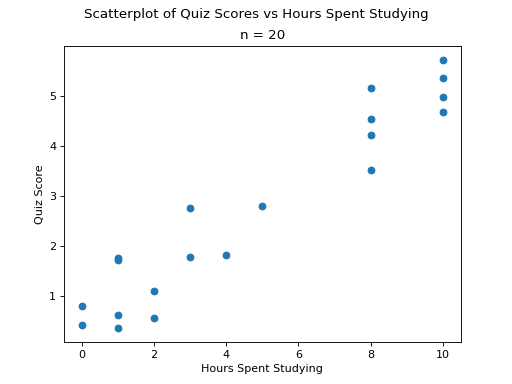 Scatterplot of Quiz Scores vs Hours Spent Studying
n = 20
5
4
3
2
1
Quiz Score
0 2 4 6 8 10
Hours Spent Studying